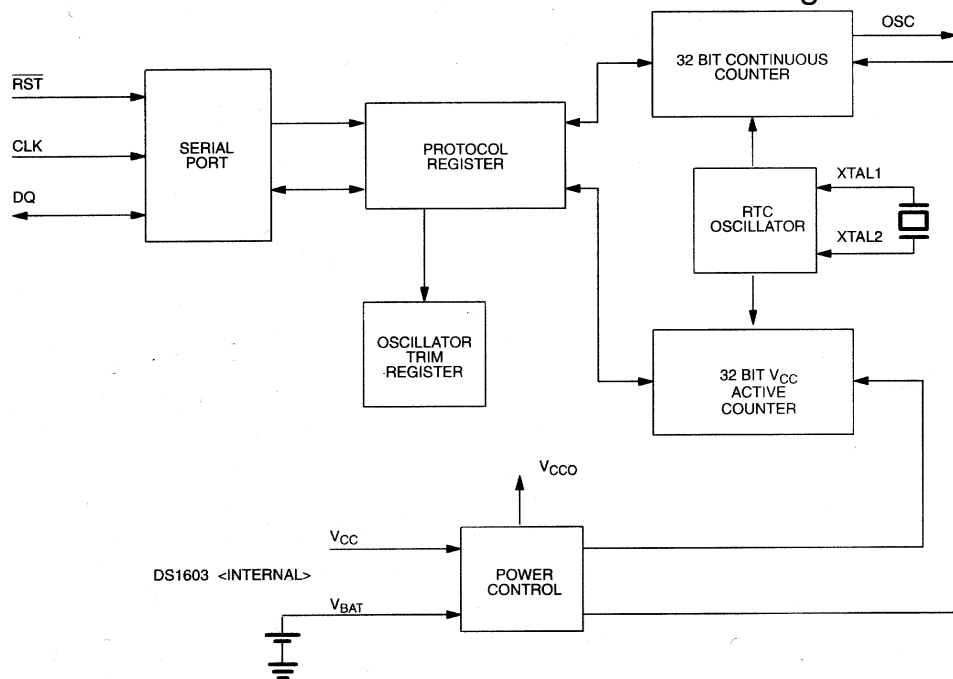 OSC
32 BIT CONTINUOUS
COUNTER
RST
CLK
DQ
SERIAL
PORT
PROTOCOL
REGISTER
XTAL1
RTC
OSCILLATOR
XTAL2
OSCILLATOR
TRIM
REGISTER
32 BIT VCC
ACTIVE
COUNTER
VCCO
VCC
DS1603 <INTERNAL>
VBAT
POWER
CONTROL